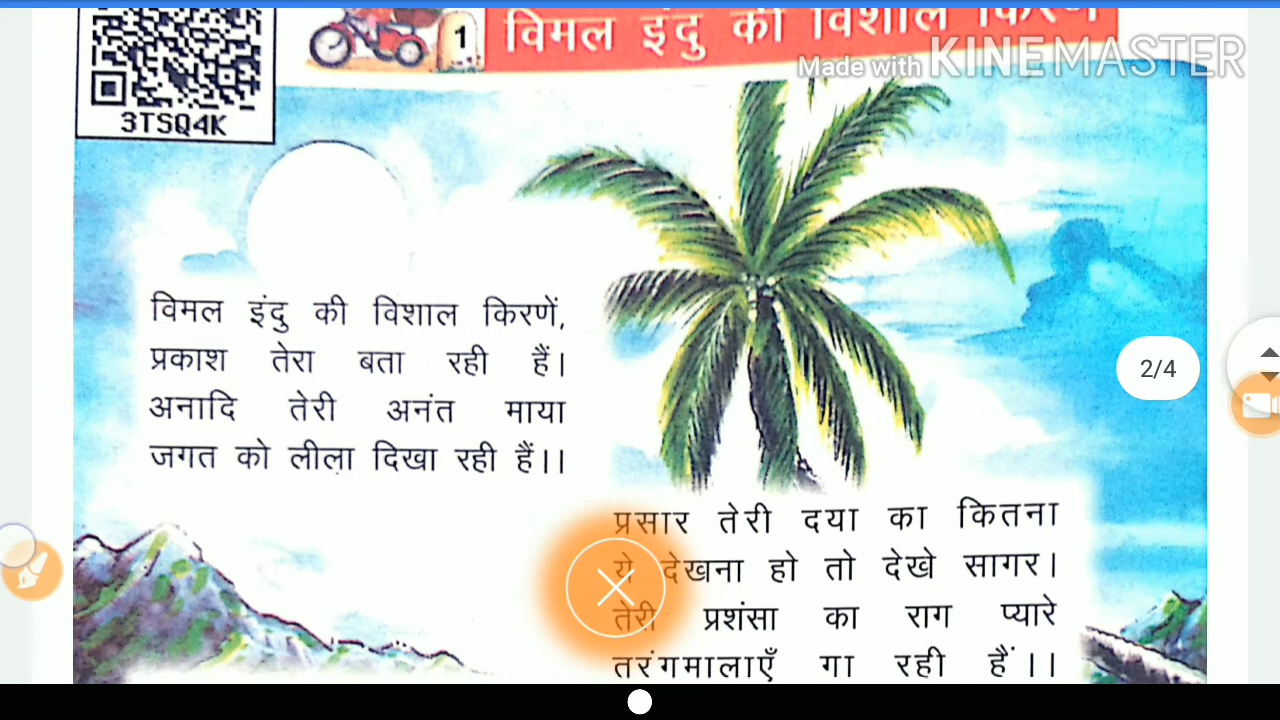 1
विमल इंदु की विशाल किरणें
Made with KINEMASTER
3TSQ4K
विमल इंदु की विशाल किरणें,
प्रकाश तेरा बता रही हैं।
अनादि तेरी अनंत माया
जगत को लीला दिखा रही हैं।।
2/4
प्रसार तेरी दया का कितना
ये देखना हो तो देखे सागर।
तेरी प्रशंसा का राग प्यारे
तरंगमालाएँ गा रही हैं।।